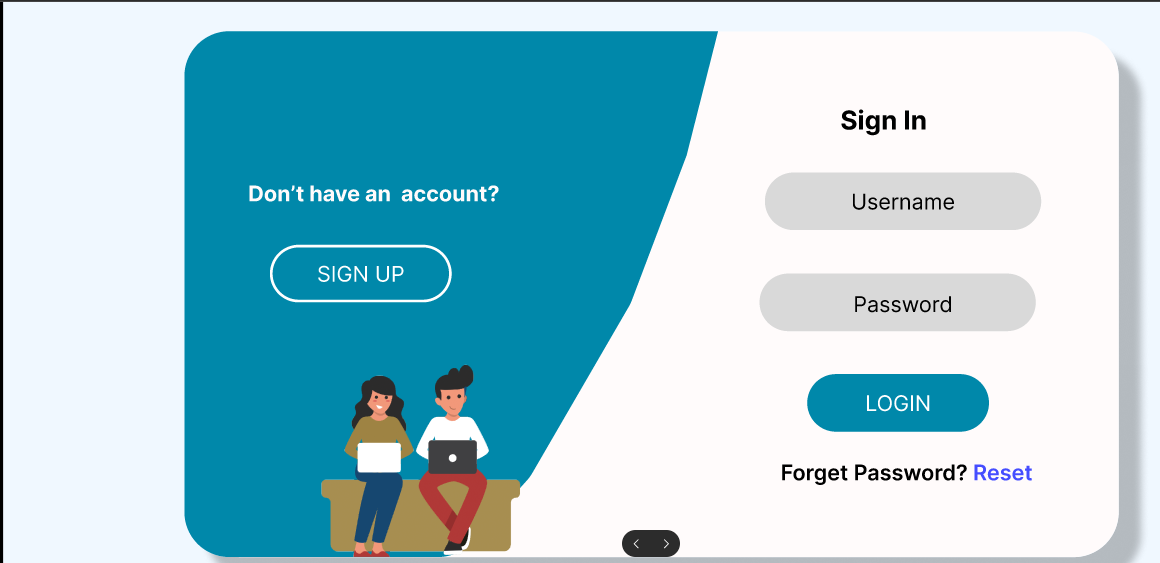 Don’t have an  account?
SIGN UP
Sign In
Username
Password
LOGIN
Forget Password? Reset